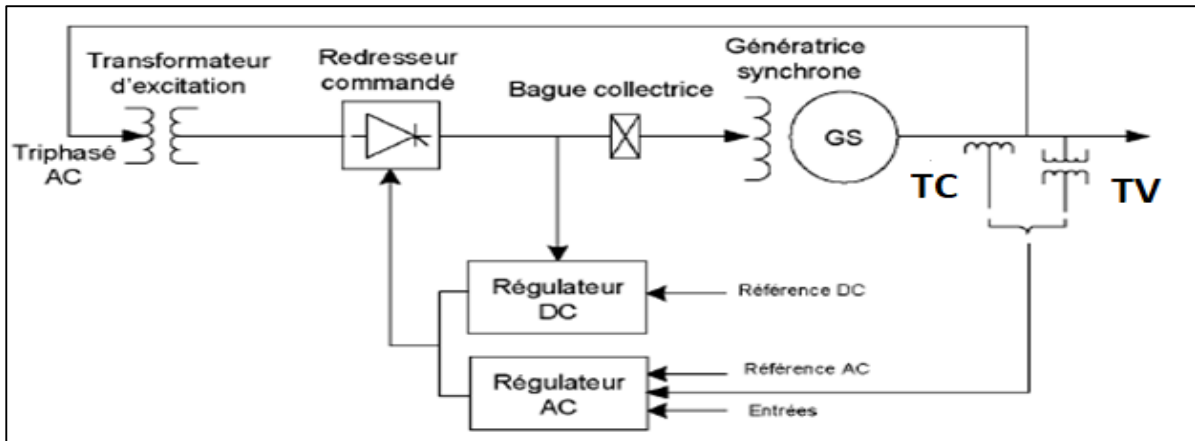 Transformateur
d'excitation
Redresseur
commandé
Bague collectrice
Génératrice
synchrone
GS
Triphasé
AC
TC
TV
Régulateur
DC
Référence DC
Régulateur
AC
Référence AC
Entrées